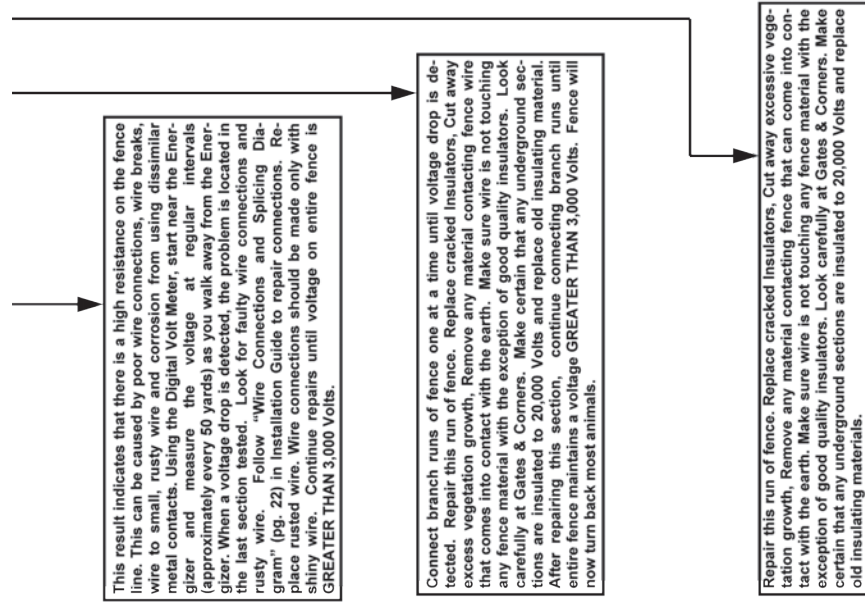 This result indicates that there is a high resistance on the fence
line. This can be caused by poor wire connections, wire breaks,
wire to small, rusty wire and corrosion from using dissimilar
metal contacts. Using the Digital Volt Meter, start near the Ener-
gizer and measure the voltage at regular intervals
(approximately every 50 yards) as you walk away from the Ener-
gizer. When a voltage drop is detected, the problem is located in
the last section tested. Look for faulty wire connections and
rusty wire. Follow “Wire Connections and Splicing Dia-
gram” (pg. 22) in Installation Guide to repair connections. Re-
place rusted wire. Wire connections should be made only with
shiny wire. Continue repairs until voltage on entire fence is
GREATER THAN 3,000 Volts.
Connect branch runs of fence one at a time until voltage drop is de-
tected. Repair this run of fence. Replace cracked Insulators, Cut away
excess vegetation growth, Remove any material contacting fence wire
that comes into contact with the earth. Make sure wire is not touching
any fence material with the exception of good quality insulators. Look
carefully at Gates & Corners. Make certain that any underground sec-
tions are insulated to 20,000 Volts and replace old insulating material.
After repairing this section, continue connecting branch runs until
entire fence maintains a voltage GREATER THAN 3,000 Volts. Fence will
now turn back most animals.
Repair this run of fence. Replace cracked Insulators, Cut away excessive vege-
tation growth, Remove any material contacting fence that can come into con-
tact with the earth. Make sure wire is not touching any fence material with the
exception of good quality insulators. Look carefully at Gates & Corners. Make
certain that any underground sections are insulated to 20,000 Volts and replace
old insulating materials.